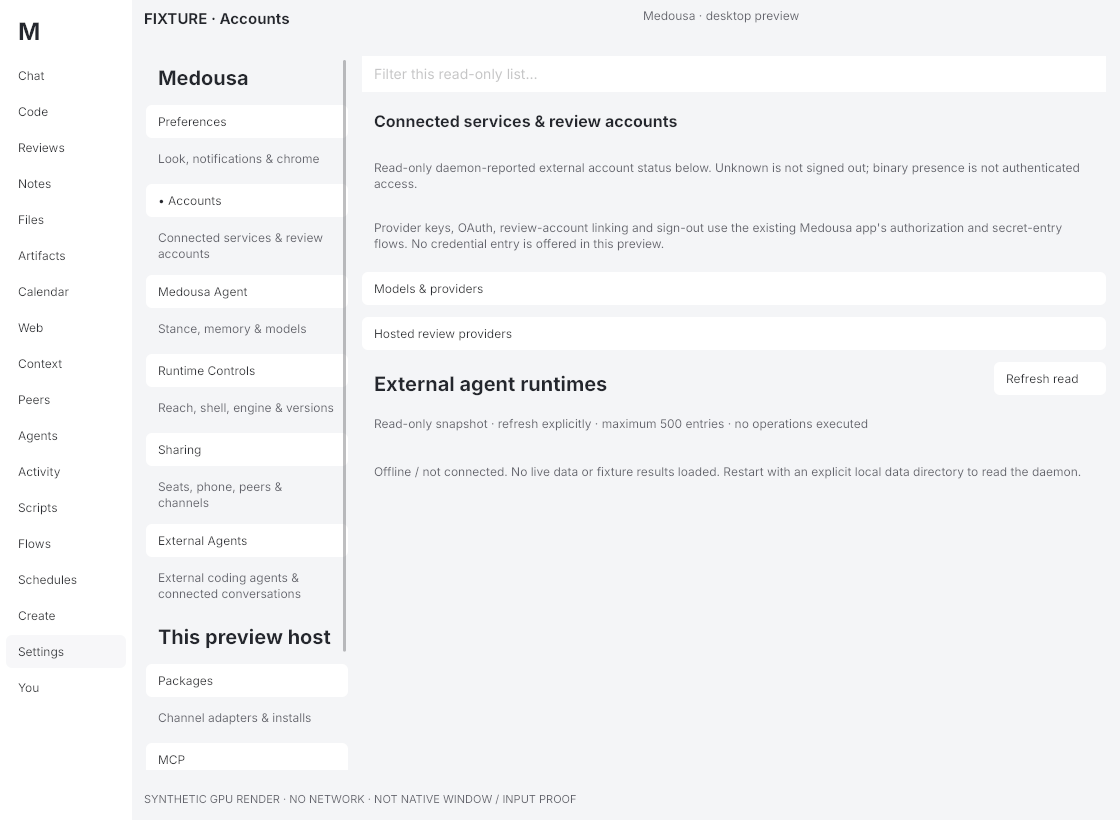 M
Chat
Code
Reviews
Notes
Files
Artifacts
Calendar
Web
Context
Peers
Agents
Activity
Scripts
Flows
Schedules
Create
Settings
You
FIXTURE · Accounts
Medousa · desktop preview
Medousa
Preferences
Look, notifications & chrome
• Accounts
Connected services & review
accounts
Medousa Agent
Stance, memory & models
Runtime Controls
Reach, shell, engine & versions
Sharing
Seats, phone, peers &
channels
External Agents
External coding agents &
connected conversations
This preview host
Packages
Channel adapters & installs
MCP
Filter this read-only list...
Connected services & review accounts
Read-only daemon-reported external account status below. Unknown is not signed out; binary presence is not authenticated
access.
Provider keys, OAuth, review-account linking and sign-out use the existing Medousa app's authorization and secret-entry
flows. No credential entry is offered in this preview.
Models & providers
Hosted review providers
External agent runtimes
Refresh read
Read-only snapshot · refresh explicitly · maximum 500 entries · no operations executed
Offline / not connected. No live data or fixture results loaded. Restart with an explicit local data directory to read the daemon.
SYNTHETIC GPU RENDER · NO NETWORK · NOT NATIVE WINDOW / INPUT PROOF